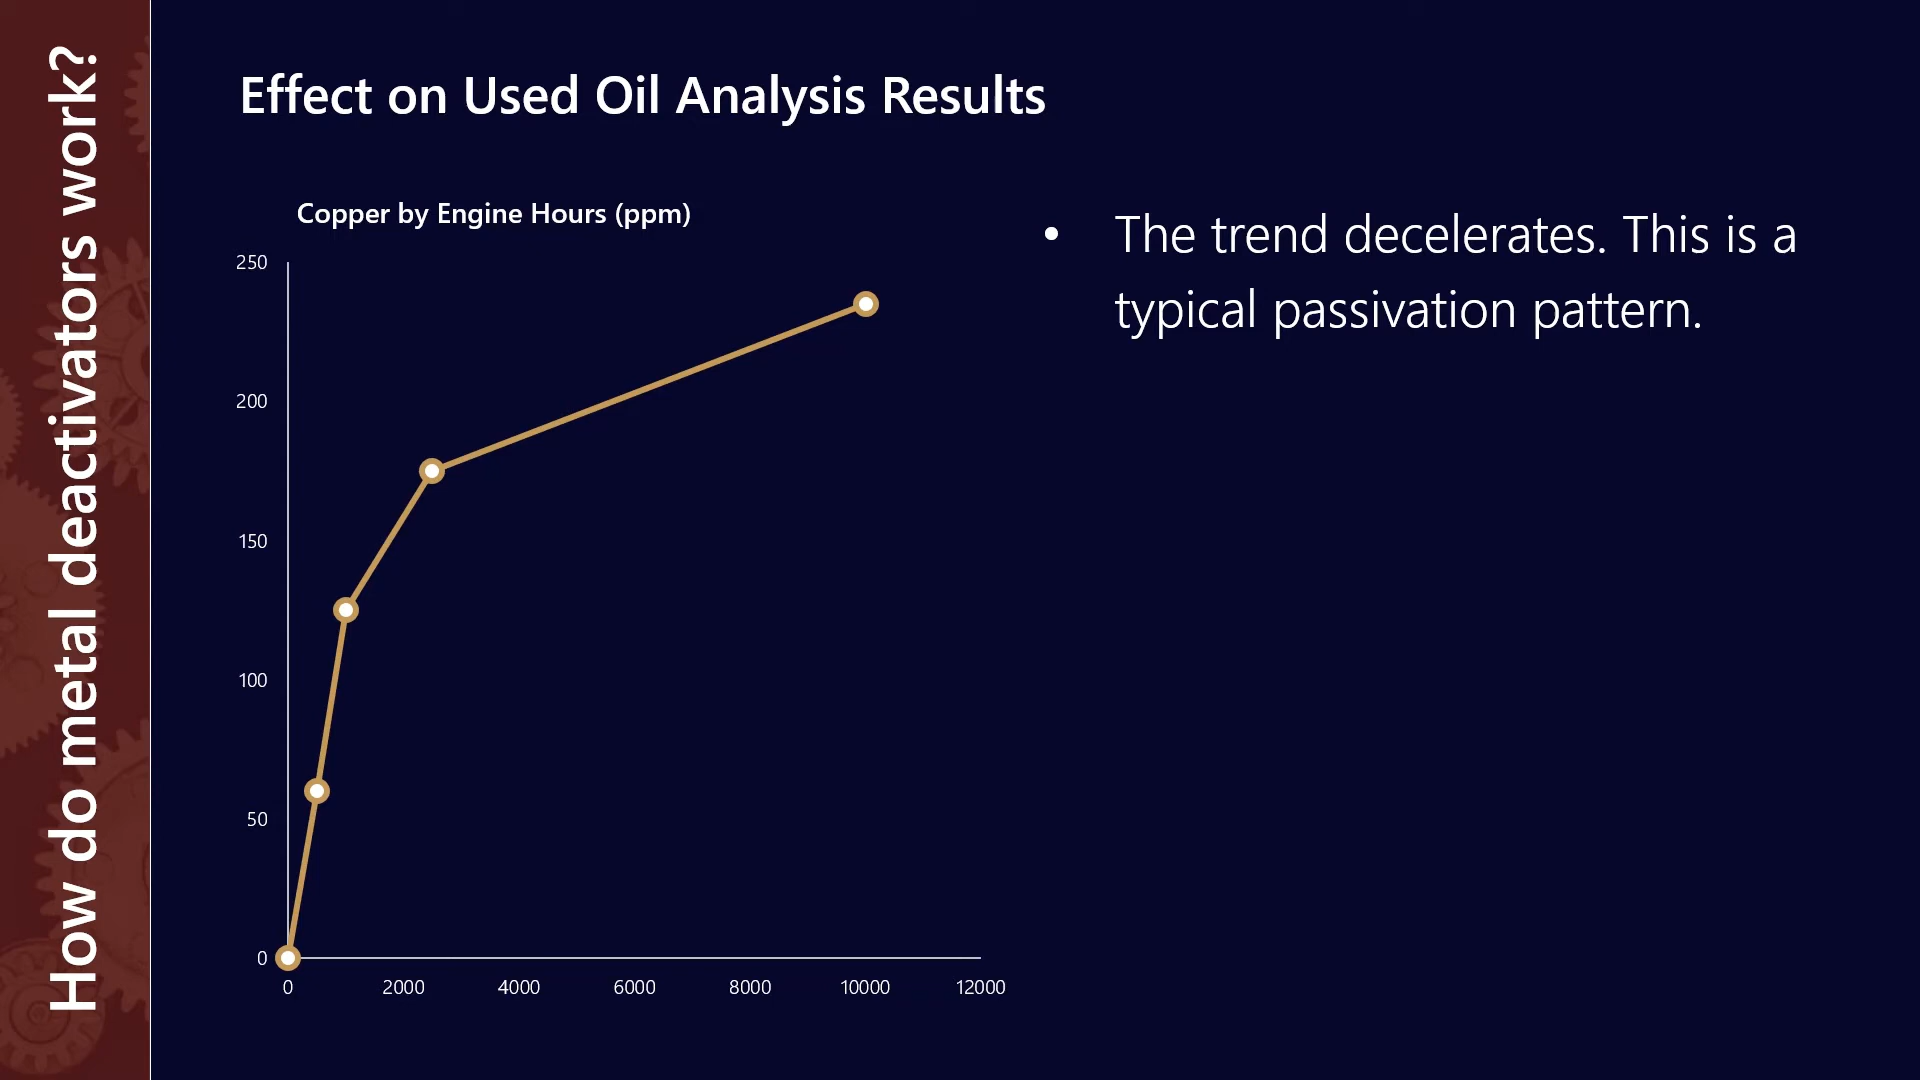 How do metal deactivators work?
Effect on Used Oil Analysis Results
Copper by Engine Hours (ppm)
250
200
150
100
50
0
0 2000 4000 6000 8000 10000 12000
• The trend decelerates. This is a
typical passivation pattern.